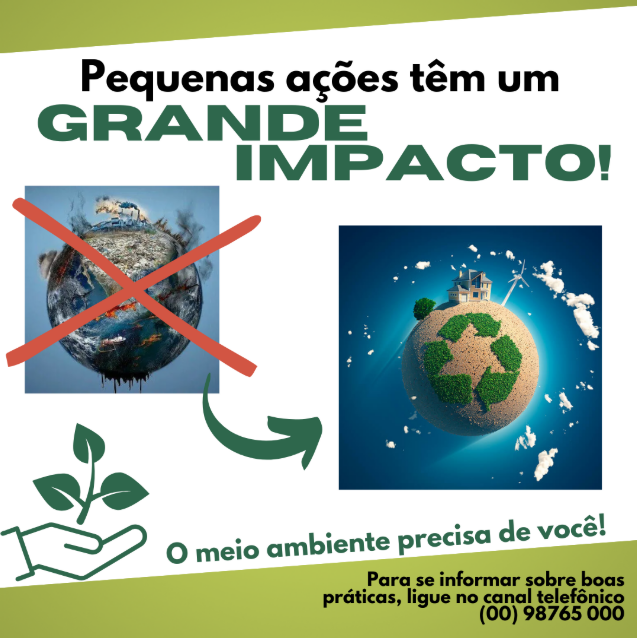 Pequenas ações têm um
GRANDE
IMPACTO!
O meio ambiente precisa de você!
Para se informar sobre boas
práticas, ligue no canal telefônico
(00) 98765 000